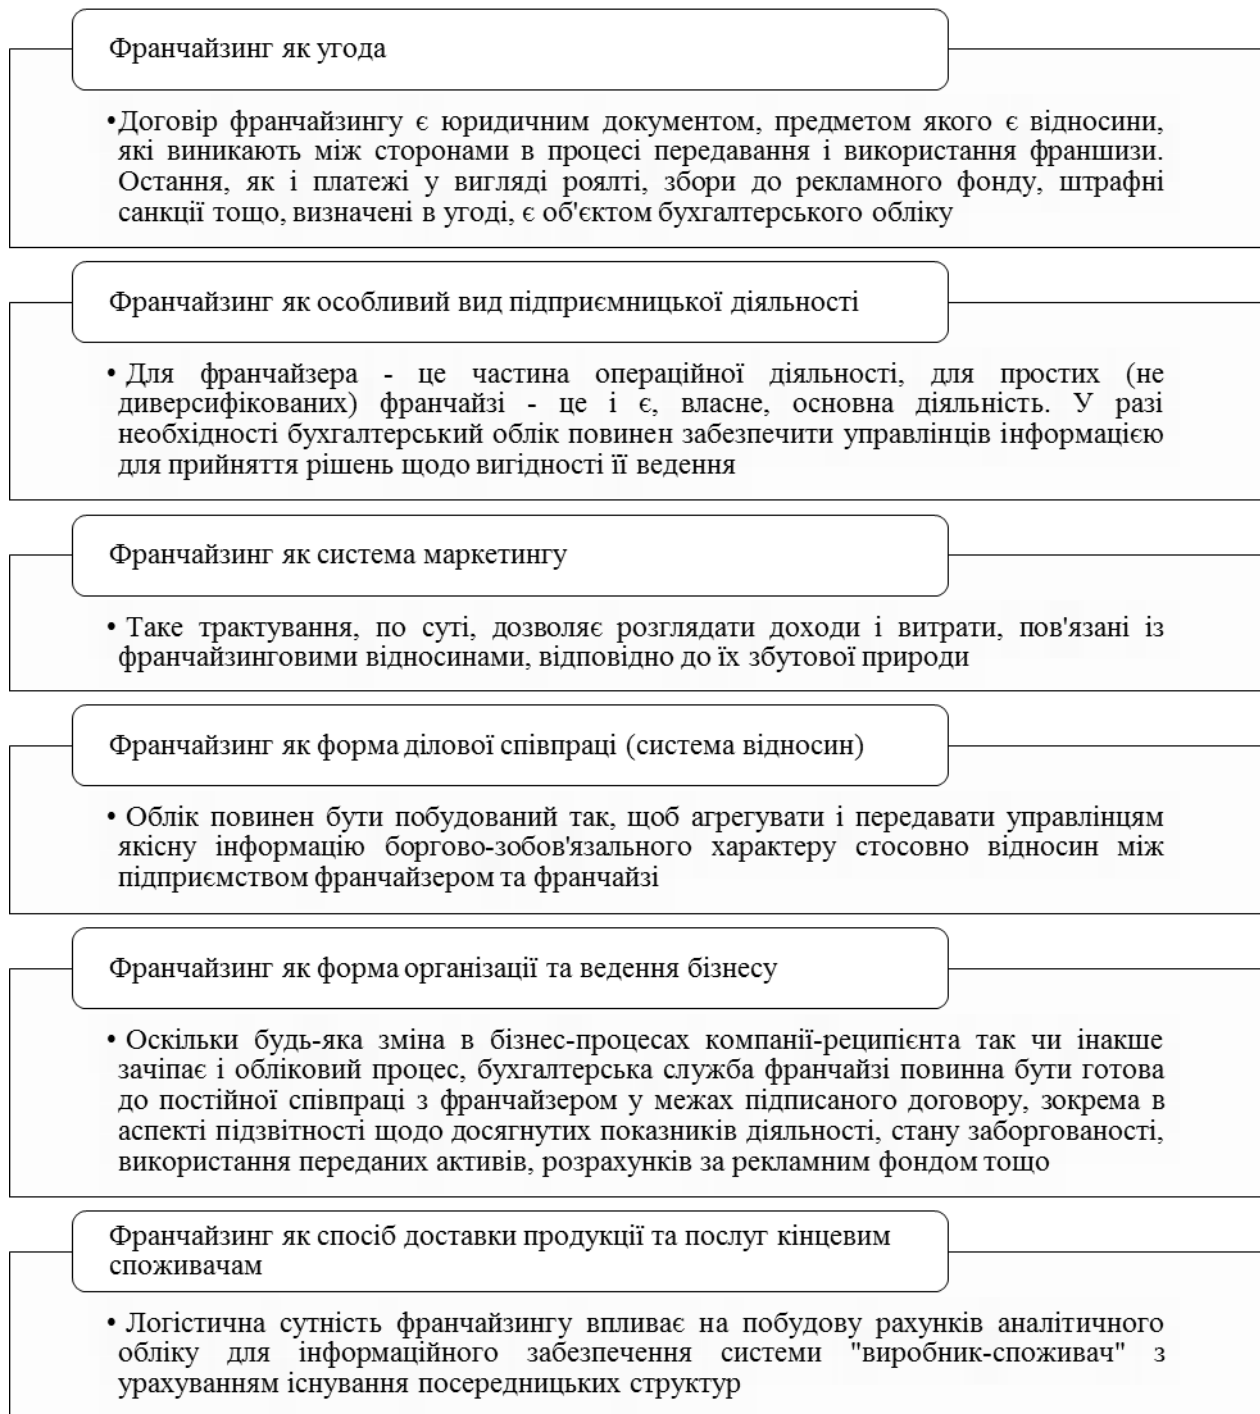 Франчайзинг як угода
•Договір франчайзингу є юридичним документом, предметом якого є відносини,
які виникають між сторонами в процесі передавання і використання франшизи.
Остання, як і платежі у вигляді роялті, збори до рекламного фонду, штрафні
санкції тощо, визначені в угоді, є об'єктом бухгалтерського обліку
Франчайзинг як особливий вид підприємницької діяльності
• Для франчайзера - це частина операційної діяльності, для простих (не
диверсифікованих) франчайзі - це і є, власне, основна діяльність. У разі
необхідності бухгалтерський облік повинен забезпечити управлінців інформацією
для прийняття рішень щодо вигідності її ведення
Франчайзинг як система маркетингу
• Таке трактування, по суті, дозволяє розглядати доходи і витрати, пов'язані із
франчайзинговими відносинами, відповідно до їх збутової природи
Франчайзинг як форма ділової співпраці (система відносин)
• Облік повинен бути побудований так, щоб агрегувати і передавати управлінцям
якісну інформацію боргово-зобов'язального характеру стосовно відносин між
підприємством франчайзером та франчайзі
Франчайзинг як форма організації та ведення бізнесу
• Оскільки будь-яка зміна в бізнес-процесах компанії-реципієнта так чи інакше
зачіпає і обліковий процес, бухгалтерська служба франчайзі повинна бути готова
до постійної співпраці з франчайзером у межах підписаного договору, зокрема в
аспекті підзвітності щодо досягнутих показників діяльності, стану заборгованості,
використання переданих активів, розрахунків за рекламним фондом тощо
Франчайзинг як спосіб доставки продукції та послуг кінцевим
споживачам
• Логістична сутність франчайзингу впливає на побудову рахунків аналітичного
обліку для інформаційного забезпечення системи "виробник-споживач" з
урахуванням існування посередницьких структур